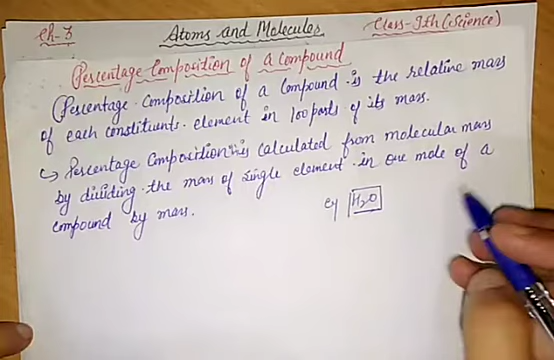 Ch-3 Atoms and Molecules Class-9th (Science)
Percentage Composition of a Compound
Percentage Composition of a Compound is the relative mass
of each constituents element in 100 parts of its mass.
→ Percentage Composition is calculated from molecular mass
by dividing the mass of single element in one mole of a
compound by mass.
eg H₂O